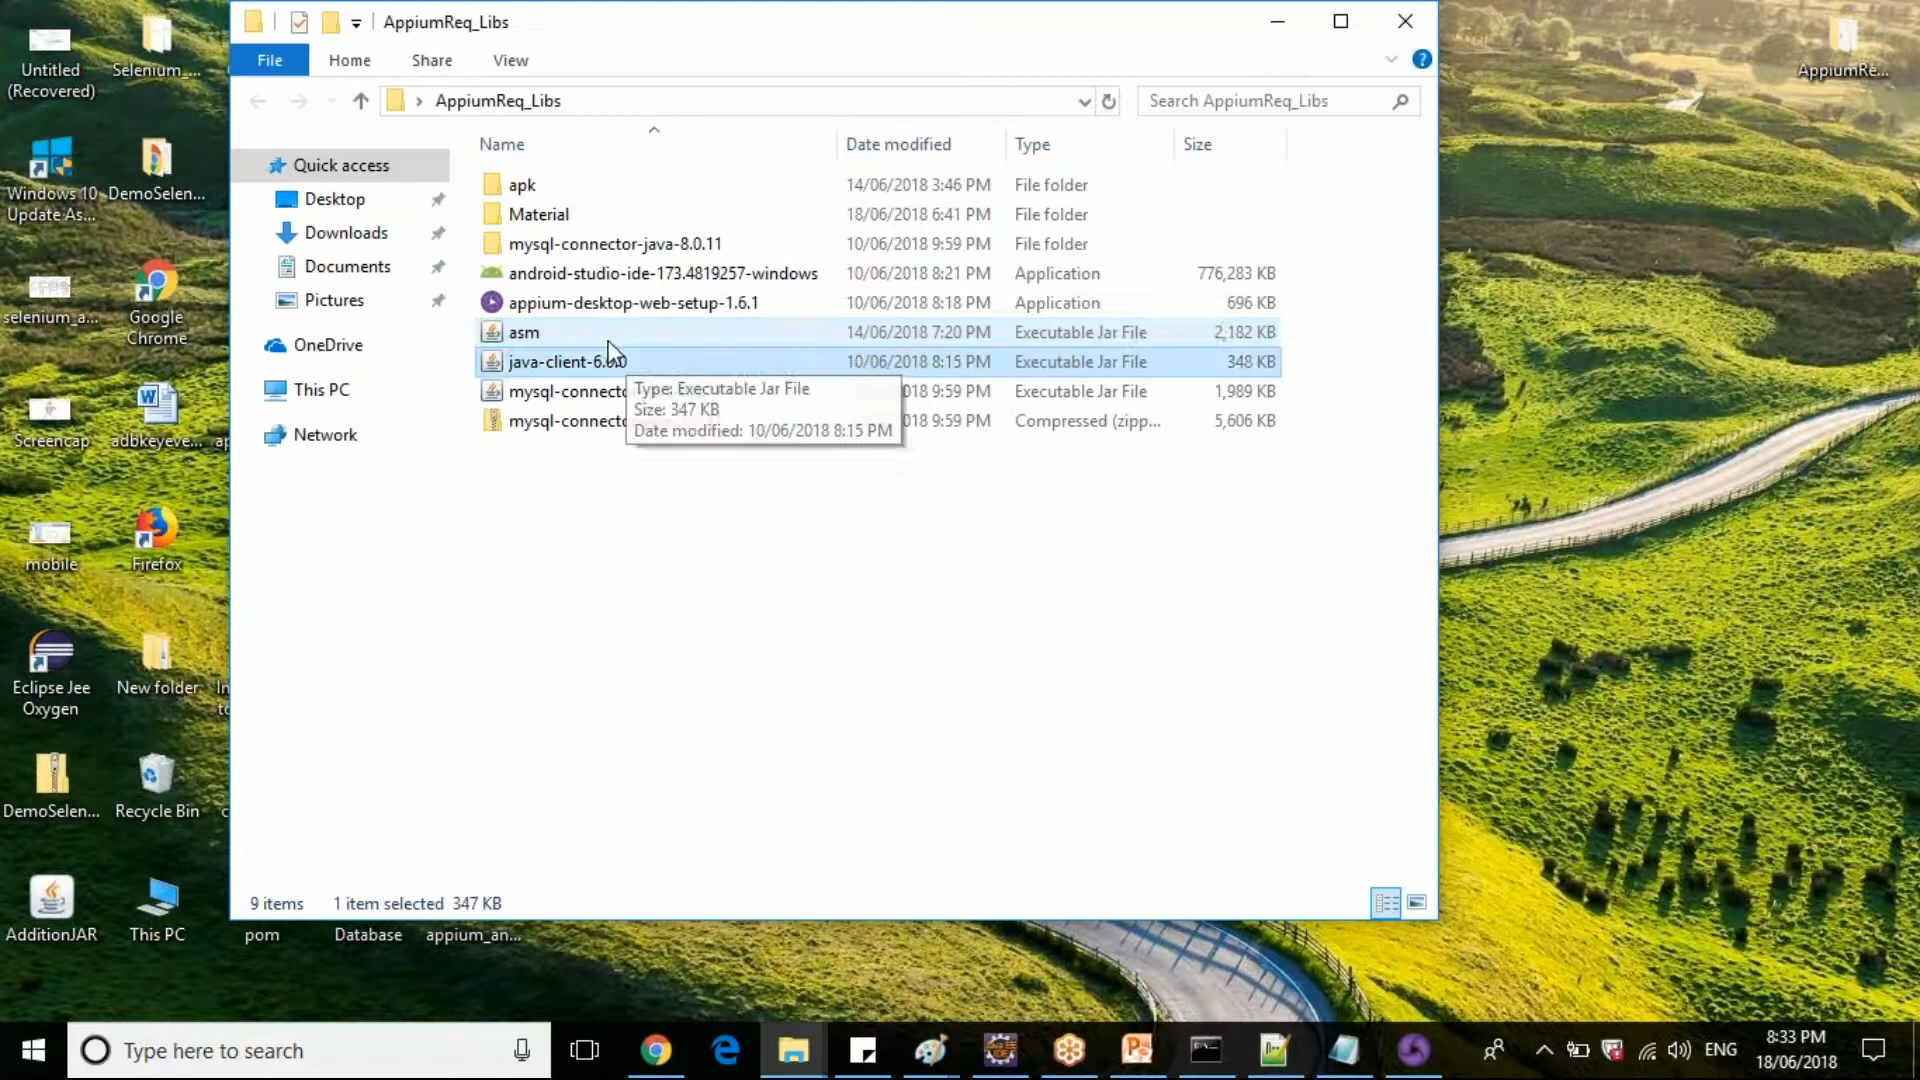 AppiumReq_Libs
File
Home
Share
View
AppiumReq_Libs
Search AppiumReq_Libs
Name
Date modified
Type
Size
Quick access
Desktop
Downloads
Documents
Pictures
OneDrive
This PC
Network
apk 14/06/2018 3:46 PM File folder
Material 18/06/2018 6:41 PM File folder
mysql-connector-java-8.0.11 10/06/2018 9:59 PM File folder
android-studio-ide-173.4819257-windows 10/06/2018 8:21 PM Application 776,283 KB
appium-desktop-web-setup-1.6.1 10/06/2018 8:18 PM Application 696 KB
asm 14/06/2018 7:20 PM Executable Jar File 2,182 KB
java-client-6.0.0 10/06/2018 8:15 PM Executable Jar File 348 KB
mysql-connecto 018 9:59 PM Executable Jar File 1,989 KB
mysql-connecto 018 9:59 PM Compressed (zipp... 5,606 KB
Type: Executable Jar File
Size: 347 KB
Date modified: 10/06/2018 8:15 PM
9 items 1 item selected 347 KB
Untitled
(Recovered)
Selenium_...
Windows 10
Update As...
DemoSelen...
selenium_a...
Google
Chrome
Screencap
adbkeyeve...
mobile
Firefox
Eclipse Jee
Oxygen
New folder
DemoSelen...
Recycle Bin
AdditionJAR
This PC
pom
Database
appium_an...
AppiumRe...
Type here to search
ENG
8:33 PM
18/06/2018